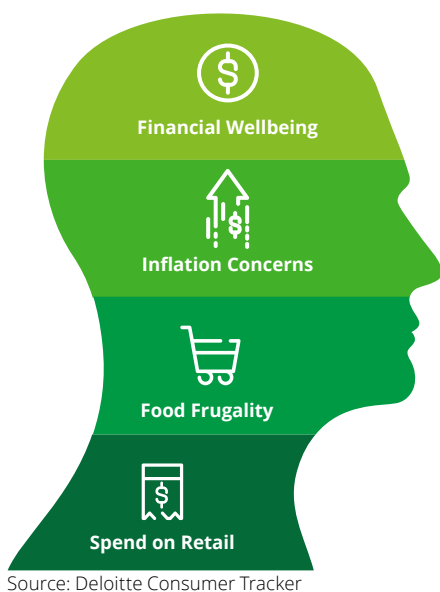 $
Financial Wellbeing
$
Inflation Concerns
Food Frugality
$
Spend on Retail
Source: Deloitte Consumer Tracker